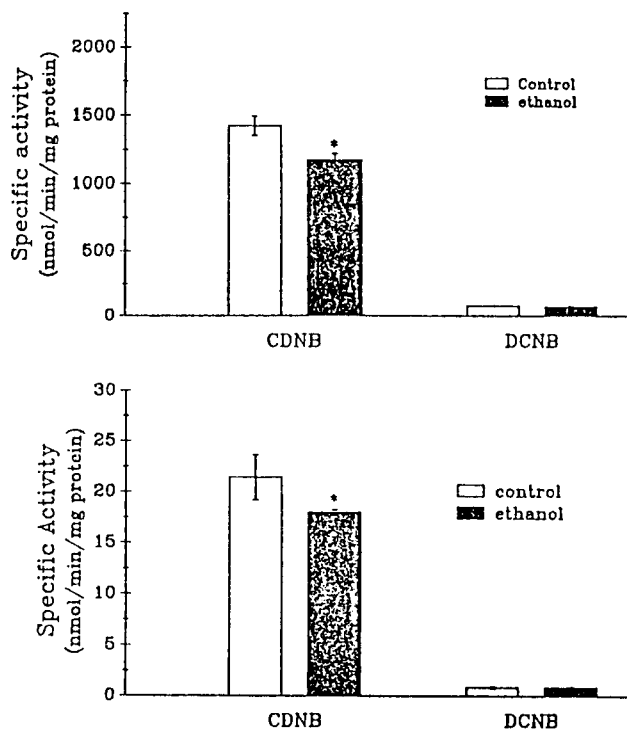 Specific activity
(nmol/min/mg protein)
2000
1500
1000
500
0
Control
ethanol
*
CDNB
DCNB
Specific Activity
(nmol/min/mg protein)
30
25
20
15
10
5
0
control
ethanol
*
CDNB
DCNB